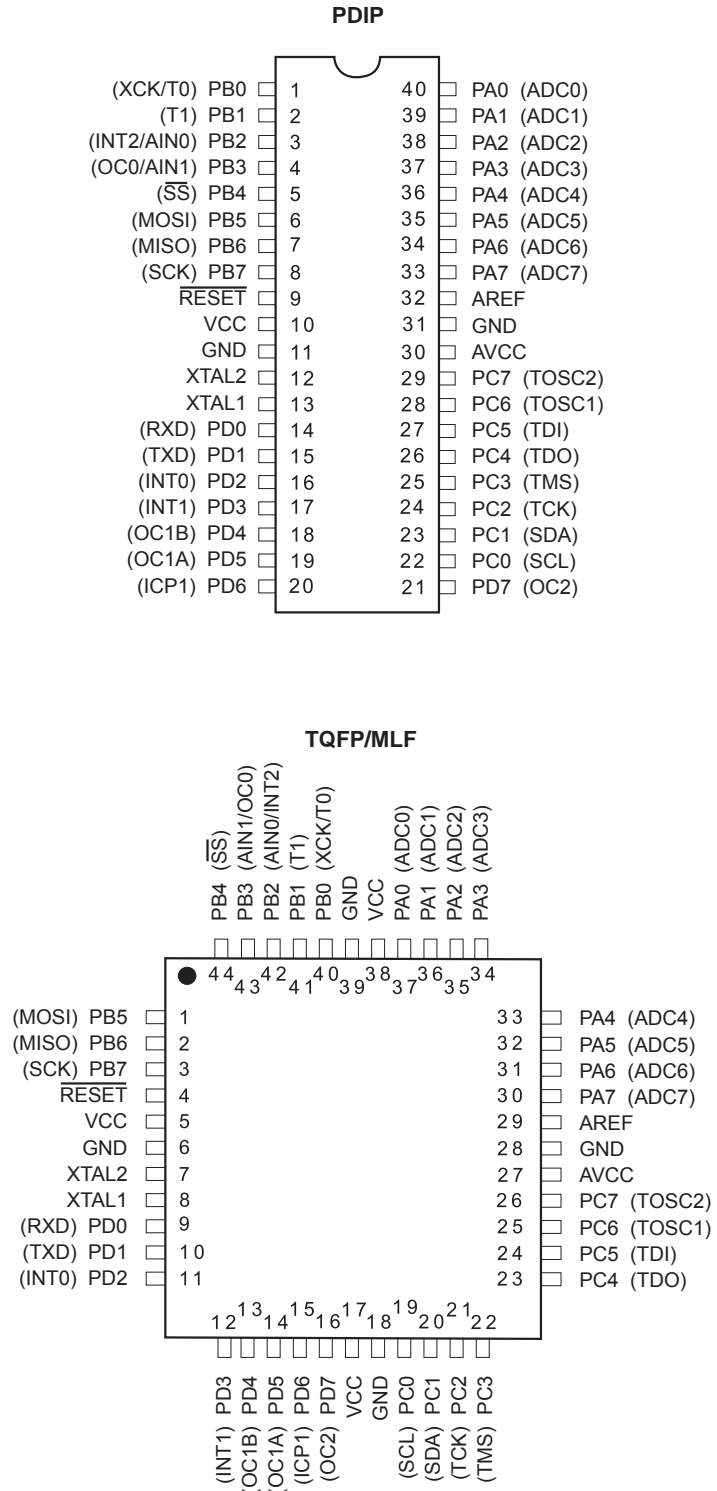 PDIP
(XCK/T0) PB0 1 40 PA0 (ADC0)
(T1) PB1 2 39 PA1 (ADC1)
(INT2/AIN0) PB2 3 38 PA2 (ADC2)
(OC0/AIN1) PB3 4 37 PA3 (ADC3)
(SS) PB4 5 36 PA4 (ADC4)
(MOSI) PB5 6 35 PA5 (ADC5)
(MISO) PB6 7 34 PA6 (ADC6)
(SCK) PB7 8 33 PA7 (ADC7)
RESET 9 32 AREF
VCC 10 31 GND
GND 11 30 AVCC
XTAL2 12 29 PC7 (TOSC2)
XTAL1 13 28 PC6 (TOSC1)
(RXD) PD0 14 27 PC5 (TDI)
(TXD) PD1 15 26 PC4 (TDO)
(INT0) PD2 16 25 PC3 (TMS)
(INT1) PD3 17 24 PC2 (TCK)
(OC1B) PD4 18 23 PC1 (SDA)
(OC1A) PD5 19 22 PC0 (SCL)
(ICP1) PD6 20 21 PD7 (OC2)
TQFP/MLF
PB4 (SS)
PB3 (AIN1/OC0)
PB2 (AIN0/INT2)
PB1 (T1)
PB0 (XCK/T0)
GND
VCC
PA0 (ADC0)
PA1 (ADC1)
PA2 (ADC2)
PA3 (ADC3)
44 43 42 41 40 39 38 37 36 35 34
(MOSI) PB5 1 33 PA4 (ADC4)
(MISO) PB6 2 32 PA5 (ADC5)
(SCK) PB7 3 31 PA6 (ADC6)
RESET 4 30 PA7 (ADC7)
VCC 5 29 AREF
GND 6 28 GND
XTAL2 7 27 AVCC
XTAL1 8 26 PC7 (TOSC2)
(RXD) PD0 9 25 PC6 (TOSC1)
(TXD) PD1 10 24 PC5 (TDI)
(INT0) PD2 11 23 PC4 (TDO)
12 13 14 15 16 17 18 19 20 21 22
(INT1) PD3
(OC1B) PD4
(OC1A) PD5
(ICP1) PD6
(OC2) PD7
VCC
GND
(SCL) PC0
(SDA) PC1
(TCK) PC2
(TMS) PC3